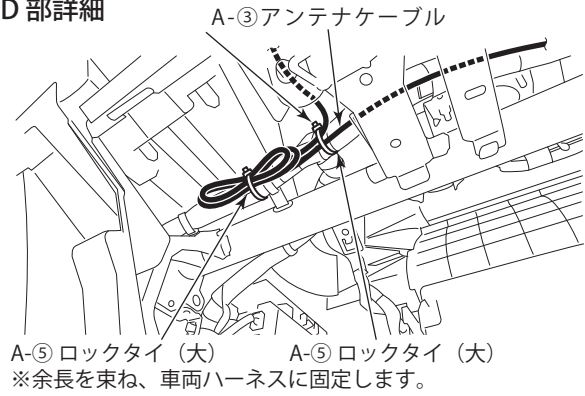 D 部詳細
A-③アンテナケーブル
A-⑤ ロックタイ（大）
A-⑤ ロックタイ（大）
※余長を束ね、車両ハーネスに固定します。